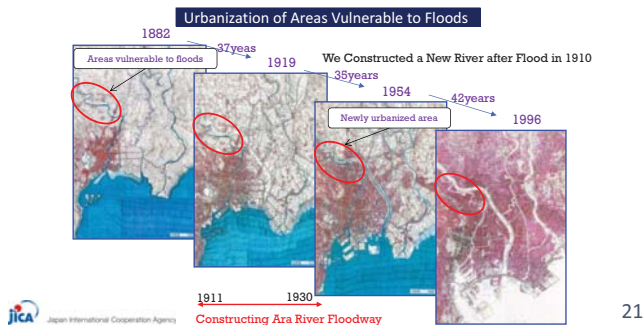 Urbanization of Areas Vulnerable to Floods
1882
37yeas
Areas vulnerable to floods
1919
We Constructed a New River after Flood in 1910
35years
1954
42years
Newly urbanized area
1996
1911
1930
Constructing Ara River Floodway
JICA
Japan International Cooperation Agency
21